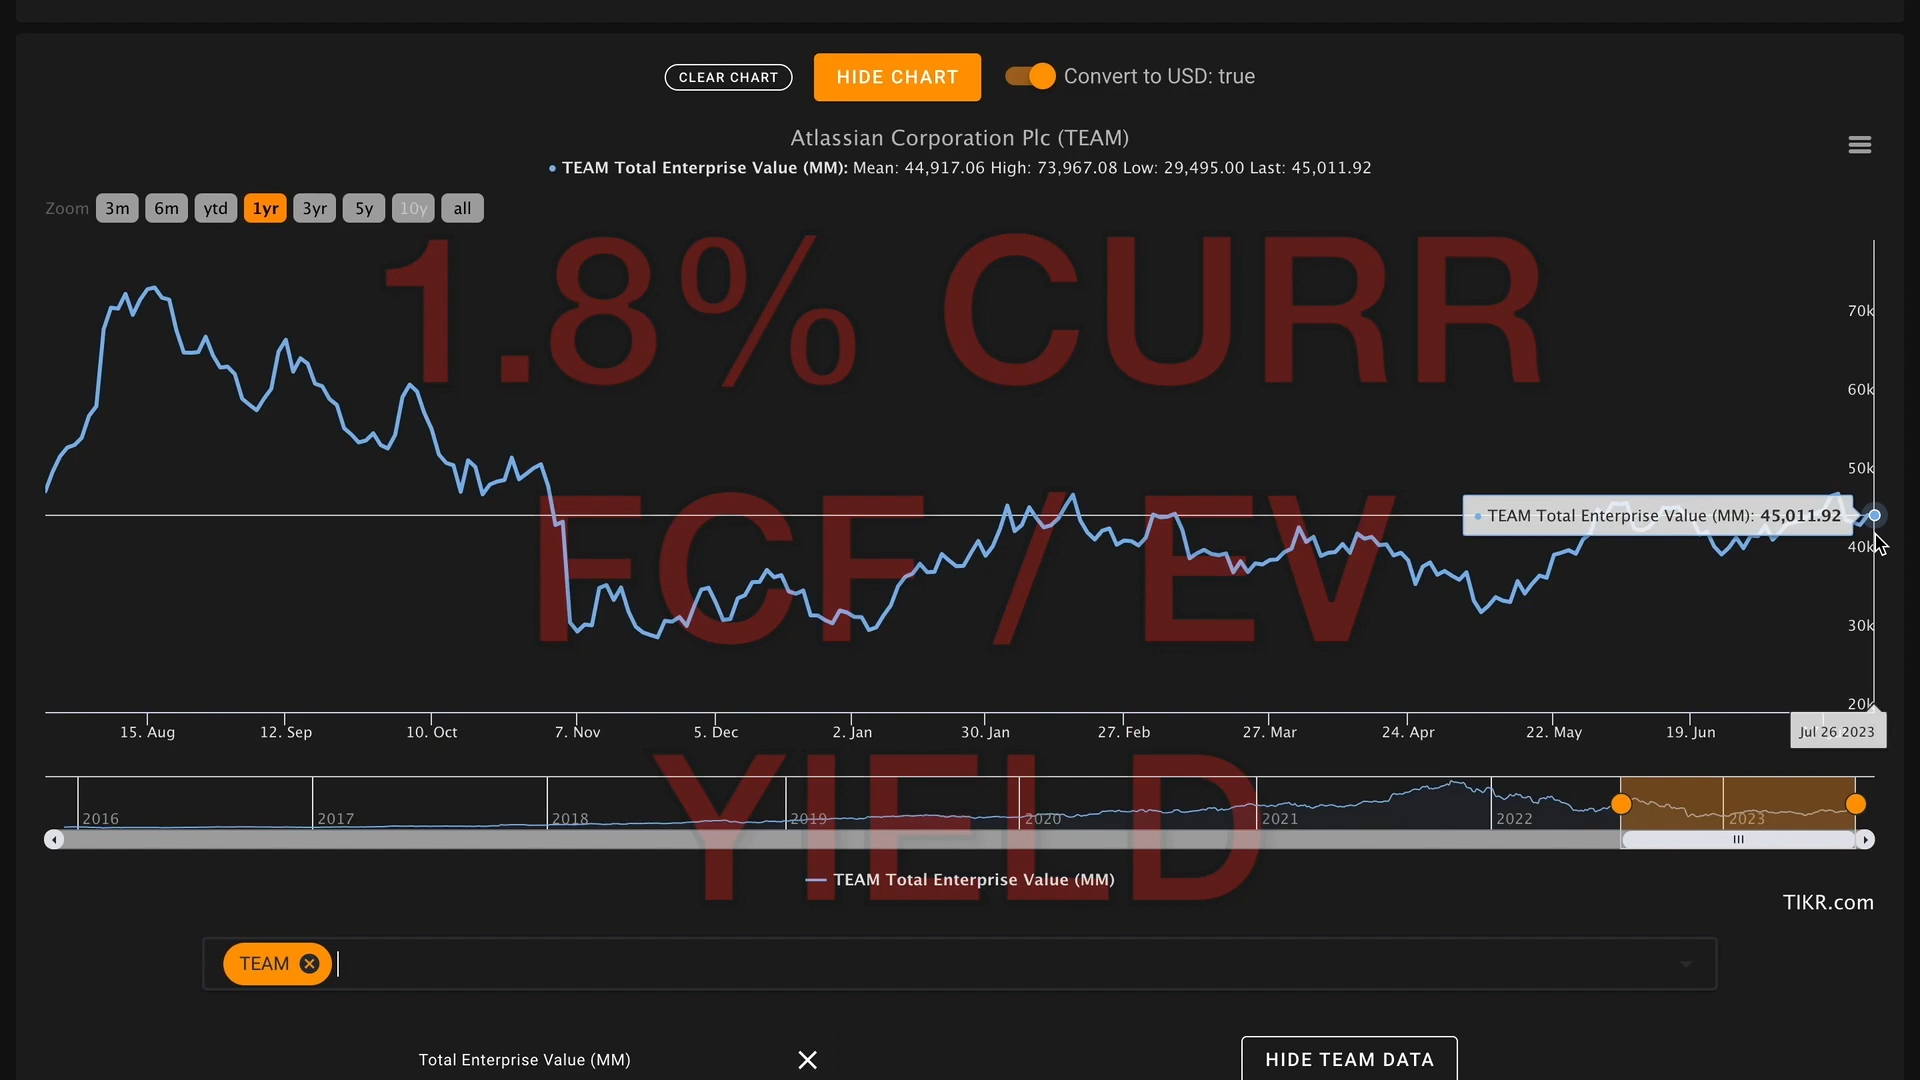 CLEAR CHART
HIDE CHART
Convert to USD: true
Atlassian Corporation Plc (TEAM)
• TEAM Total Enterprise Value (MM): Mean: 44,917.06 High: 73,967.08 Low: 29,495.00 Last: 45,011.92
Zoom 3m 6m ytd 1yr 3yr 5y 10y all
1.8% CURR
FCF / EV
YIELD
70k
60k
50k
• TEAM Total Enterprise Value (MM): 45,011.92
40k
30k
20k
15. Aug 12. Sep 10. Oct 7. Nov 5. Dec 2. Jan 30. Jan 27. Feb 27. Mar 24. Apr 22. May 19. Jun Jul 26 2023
2016 2017 2018 2019 2020 2021 2022 2023
TEAM Total Enterprise Value (MM)
TIKR.com
TEAM
Total Enterprise Value (MM)
HIDE TEAM DATA